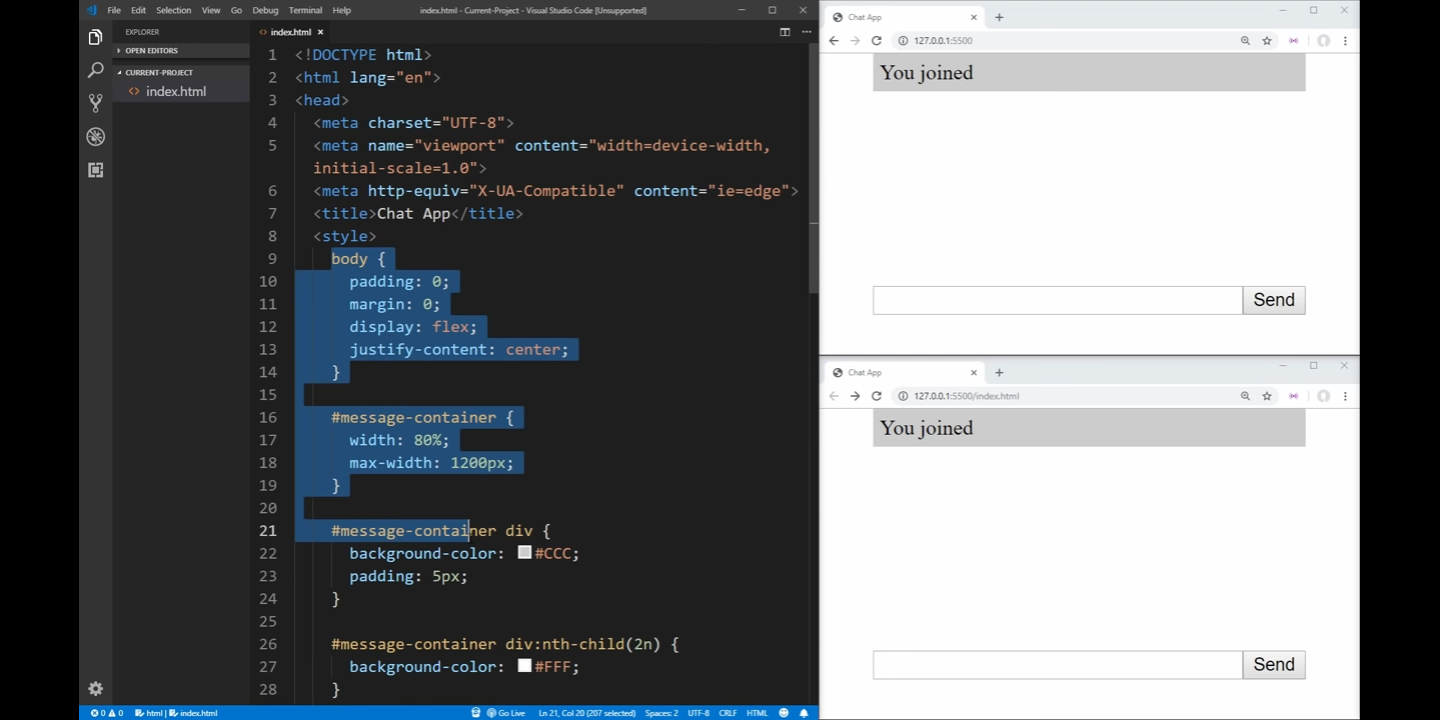 File Edit Selection View Go Debug Terminal Help
index.html - Current-Project - Visual Studio Code [Unsupported]
EXPLORER
OPEN EDITORS
CURRENT-PROJECT
<> index.html
<> index.html ×
1 <!DOCTYPE html>
2 <html lang="en">
3 <head>
4 <meta charset="UTF-8">
5 <meta name="viewport" content="width=device-width,
initial-scale=1.0">
6 <meta http-equiv="X-UA-Compatible" content="ie=edge">
7 <title>Chat App</title>
8 <style>
9 body {
10 padding: 0;
11 margin: 0;
12 display: flex;
13 justify-content: center;
14 }
15
16 #message-container {
17 width: 80%;
18 max-width: 1200px;
19 }
20
21 #message-container div {
22 background-color: #CCC;
23 padding: 5px;
24 }
25
26 #message-container div:nth-child(2n) {
27 background-color: #FFF;
28 }
0 0 html | index.html Go Live Ln 21, Col 20 (207 selected) Spaces: 2 UTF-8 CRLF HTML
Chat App
127.0.0.1:5500
You joined
Send
Chat App
127.0.0.1:5500/index.html
You joined
Send